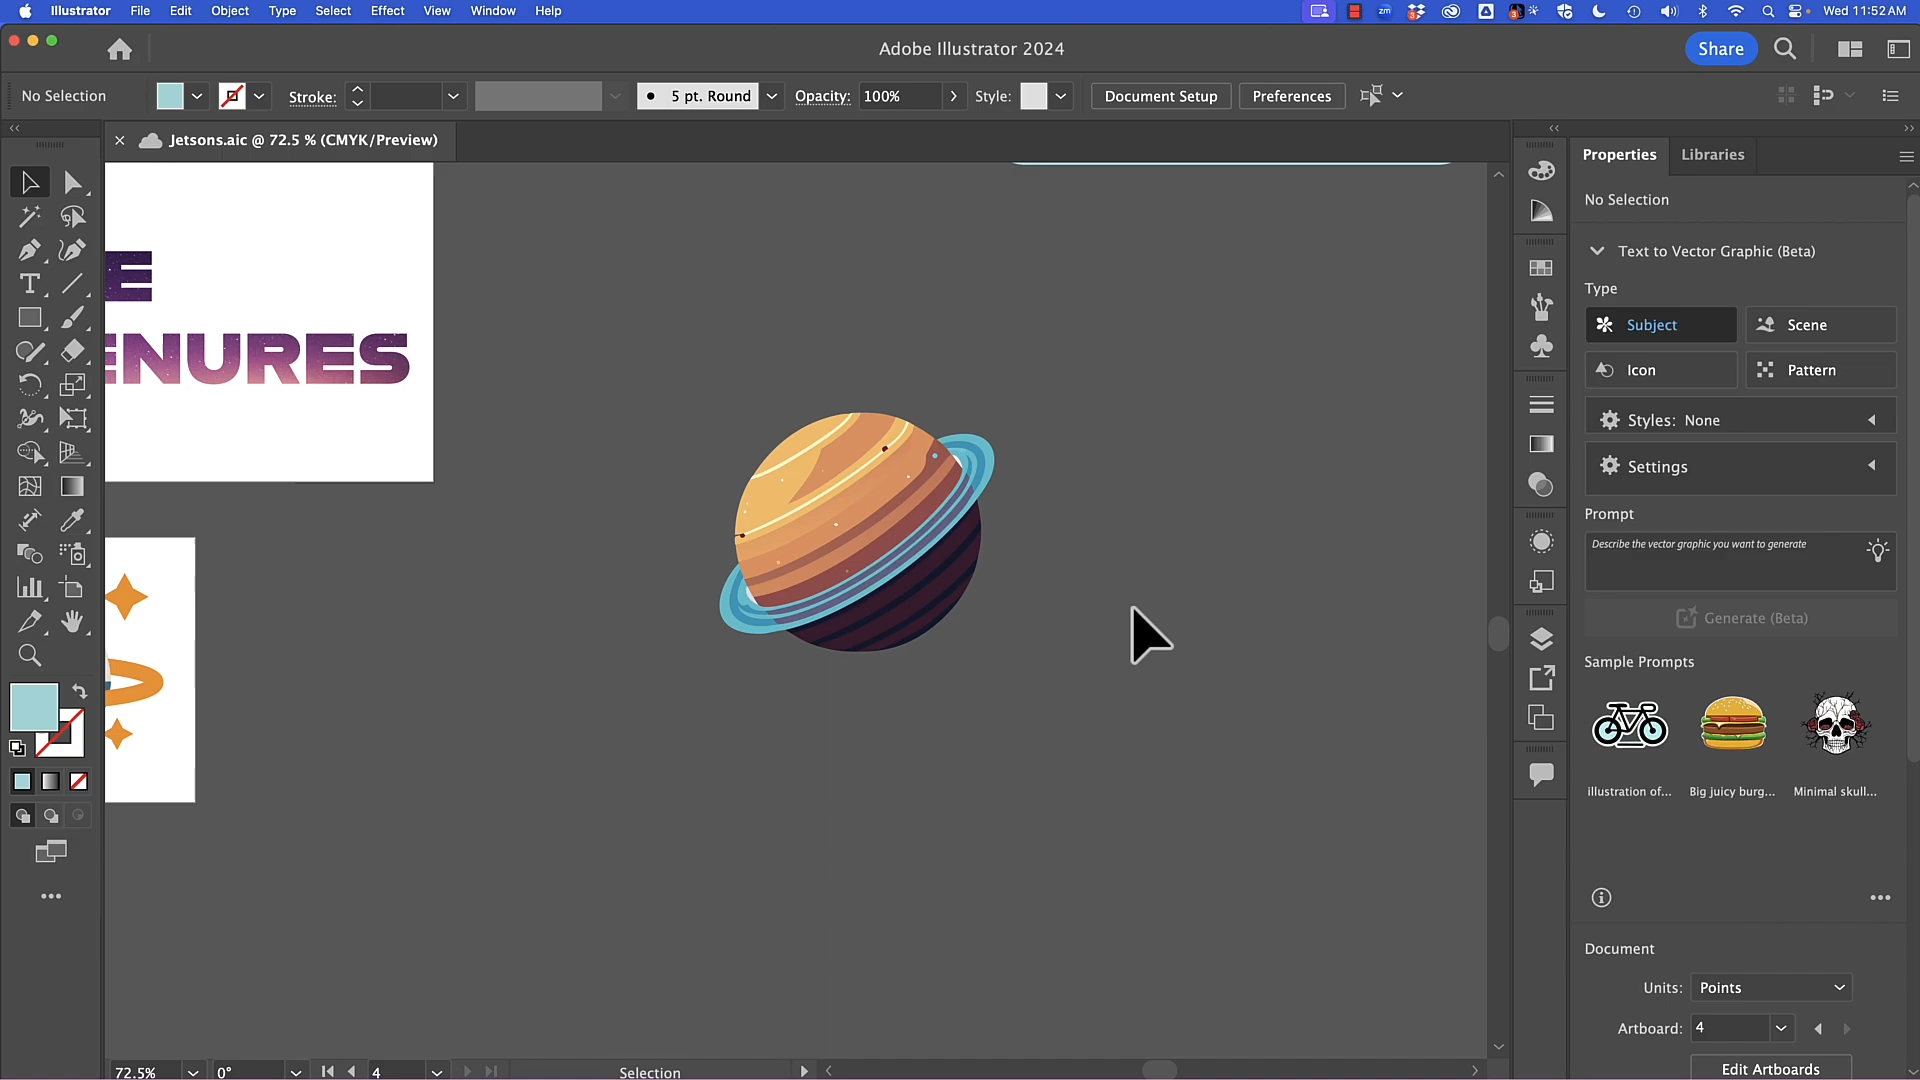 Illustrator File Edit Object Type Select Effect View Window Help
zm
3
3
Wed 11:52 AM
Adobe Illustrator 2024
Share
No Selection
Stroke:
5 pt. Round
Opacity: 100%
Style:
Document Setup
Preferences
Jetsons.aic @ 72.5 % (CMYK/Preview)
E
ENURES
Properties
Libraries
No Selection
Text to Vector Graphic (Beta)
Type
Subject
Scene
Icon
Pattern
Styles: None
Settings
Prompt
Describe the vector graphic you want to generate
Generate (Beta)
Sample Prompts
illustration of...
Big juicy burg...
Minimal skull...
Document
Units: Points
Artboard: 4
Edit Artboards
72.5%
0°
4
Selection